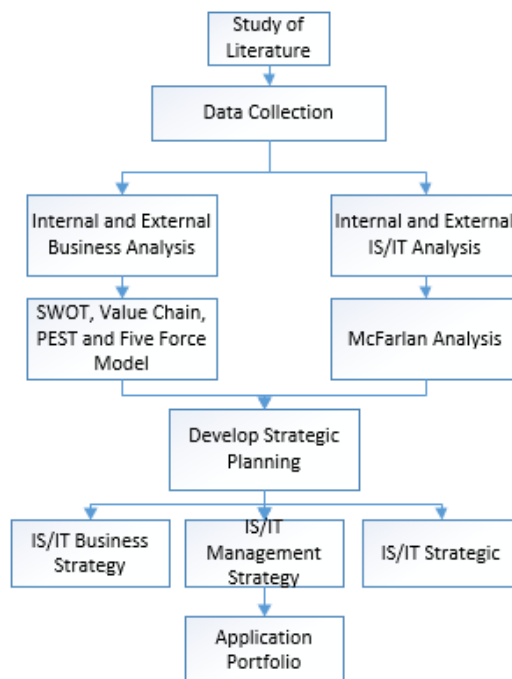 Study of
Literature
Data Collection
Internal and External
Business Analysis
Internal and External
IS/IT Analysis
SWOT, Value Chain,
PEST and Five Force
Model
McFarlan Analysis
Develop Strategic
Planning
IS/IT Business
Strategy
IS/IT
Management
Strategy
IS/IT Strategic
Application
Portfolio